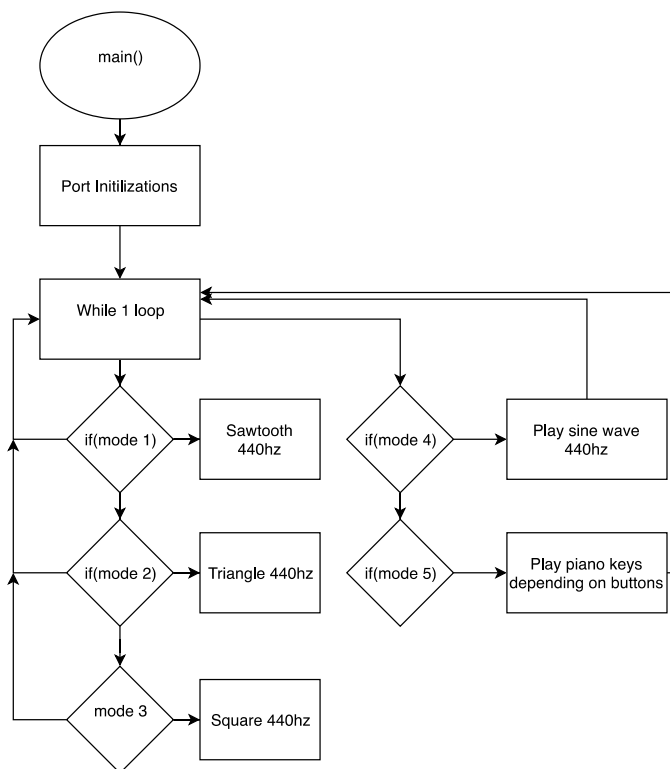 main()
Port Initilizations
While 1 loop
if(mode 1)
Sawtooth
440hz
if(mode 4)
Play sine wave
440hz
if(mode 2)
Triangle 440hz
if(mode 5)
Play piano keys
depending on buttons
mode 3
Square 440hz